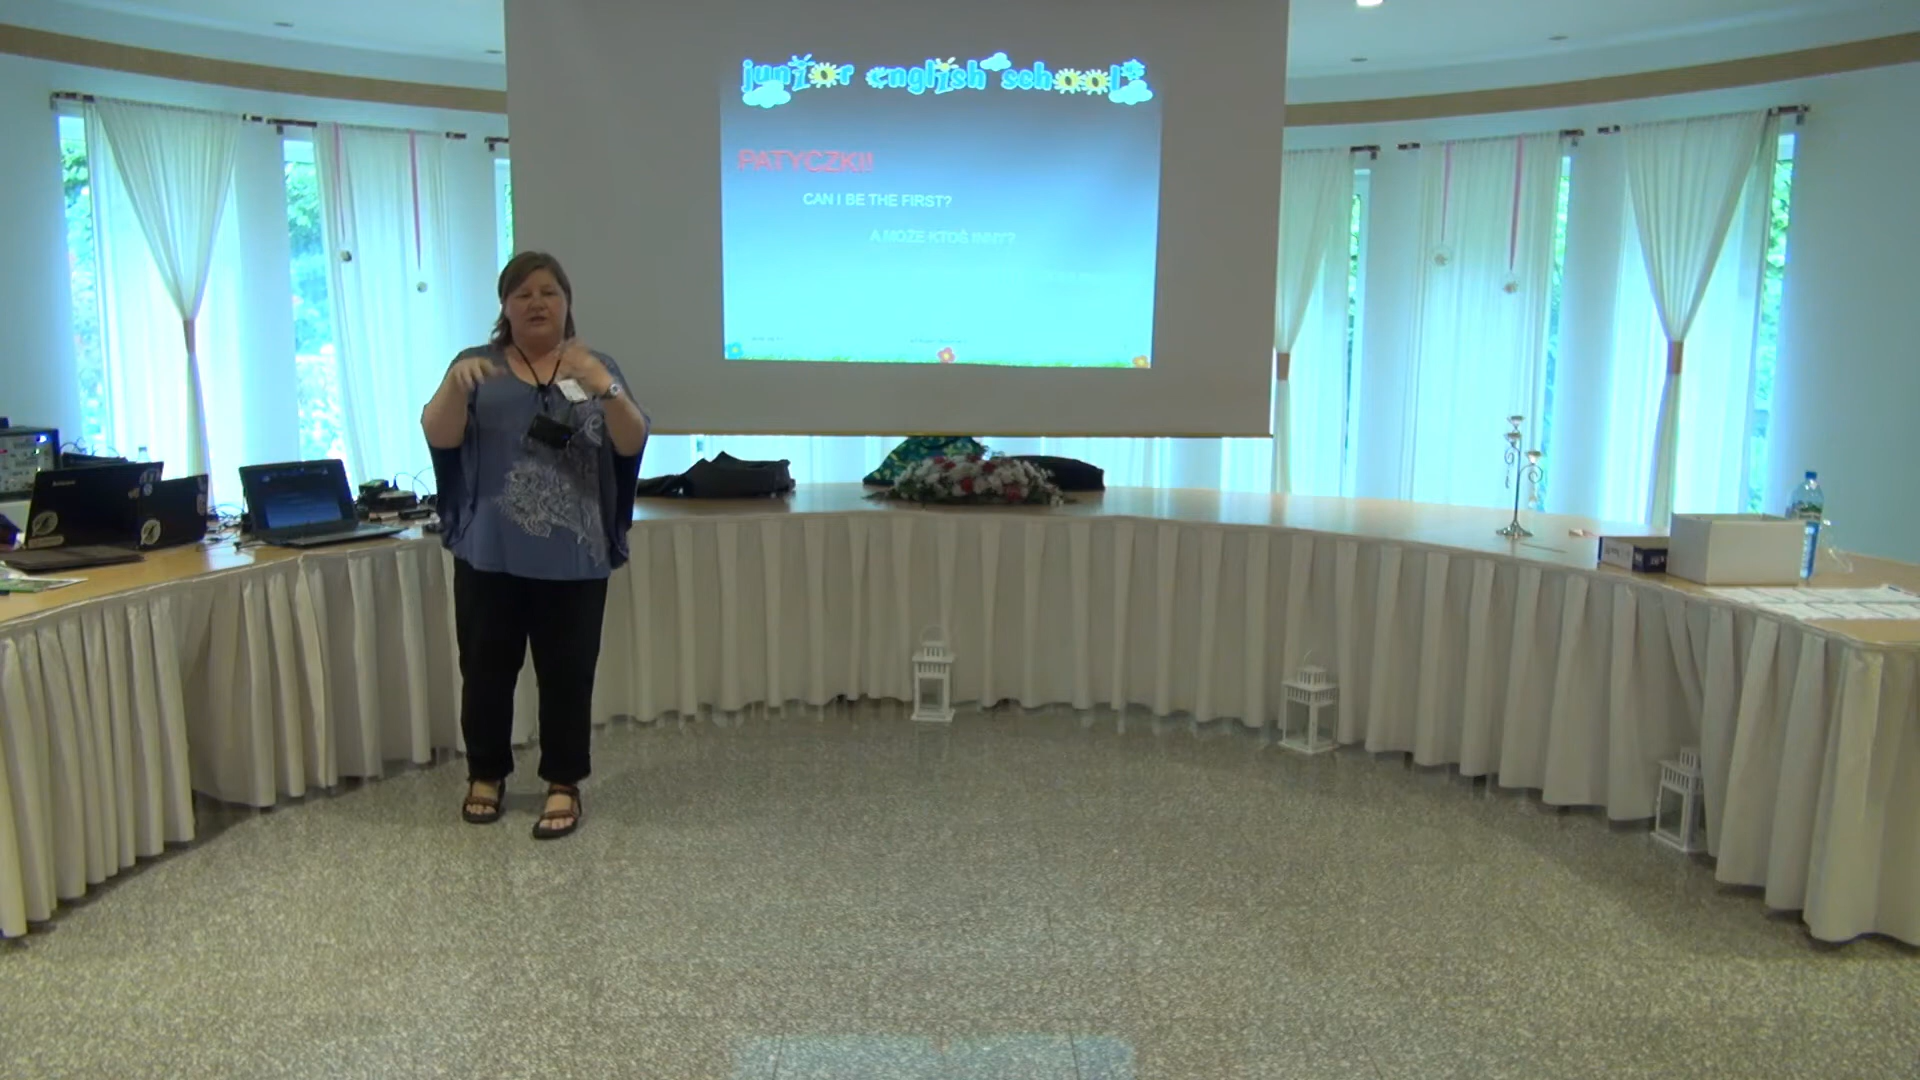 junior english school
PATYCZKI!
CAN I BE THE FIRST?
A MOŻE KTOŚ INNY?